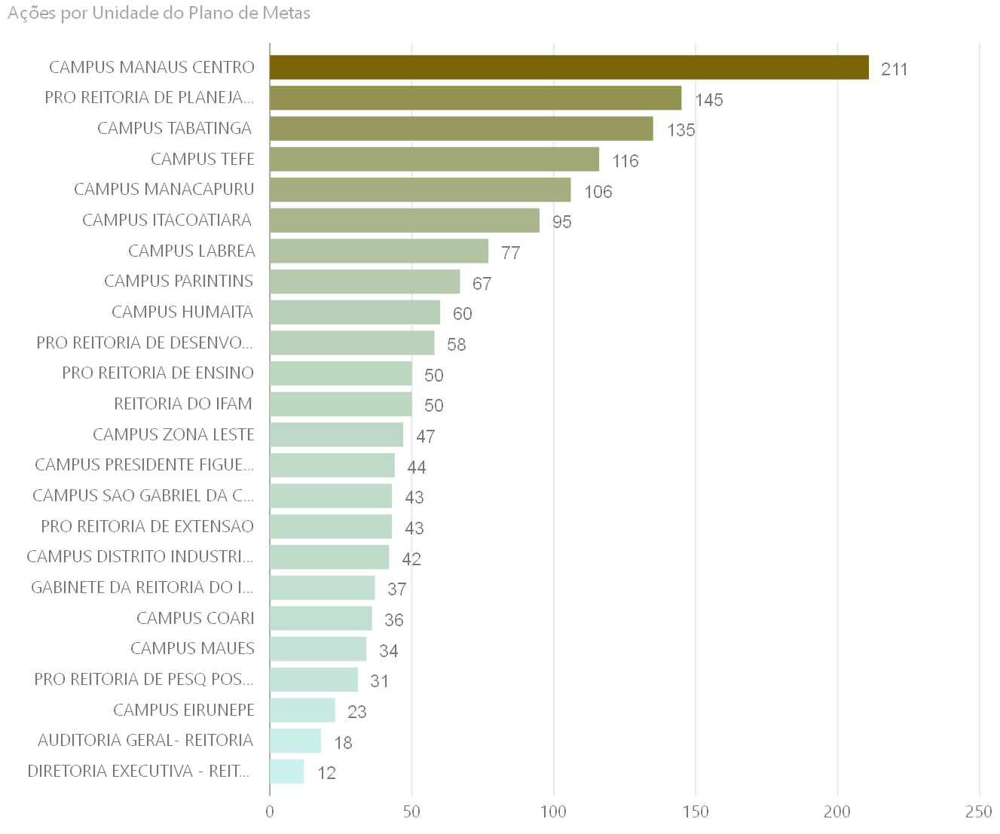 Ações por Unidade do Plano de Metas
CAMPUS MANAUS CENTRO 211
PRO REITORIA DE PLANEJA... 145
CAMPUS TABATINGA 135
CAMPUS TEFE 116
CAMPUS MANACAPURU 106
CAMPUS ITACOATIARA 95
CAMPUS LABREA 77
CAMPUS PARINTINS 67
CAMPUS HUMAITA 60
PRO REITORIA DE DESENVO... 58
PRO REITORIA DE ENSINO 50
REITORIA DO IFAM 50
CAMPUS ZONA LESTE 47
CAMPUS PRESIDENTE FIGUE... 44
CAMPUS SAO GABRIEL DA C... 43
PRO REITORIA DE EXTENSAO 43
CAMPUS DISTRITO INDUSTRI... 42
GABINETE DA REITORIA DO I... 37
CAMPUS COARI 36
CAMPUS MAUES 34
PRO REITORIA DE PESQ POS... 31
CAMPUS EIRUNEPE 23
AUDITORIA GERAL- REITORIA 18
DIRETORIA EXECUTIVA - REIT... 12
0 50 100 150 200 250